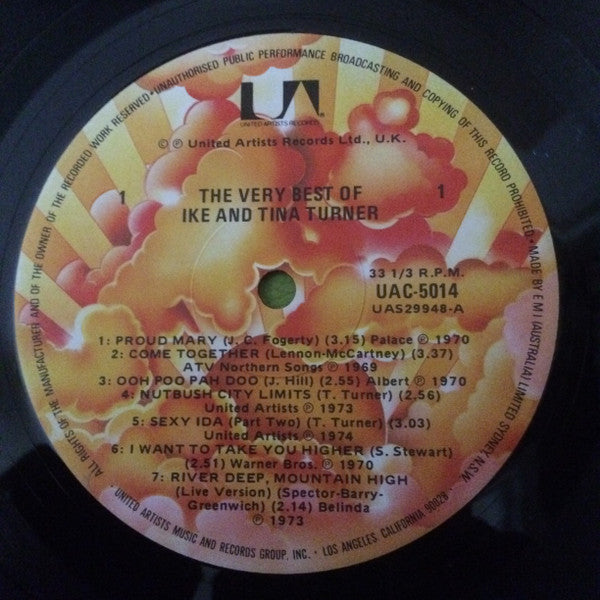 ALL RIGHTS OF THE MANUFACTURER AND OF THE OWNER OF THE RECORDED WORK RESERVED • UNAUTHORISED PUBLIC PERFORMANCE BROADCASTING AND COPYING OF THIS RECORD PROHIBITED • MADE BY E M I (AUSTRALIA) LIMITED SYDNEY N.S.W.
UA
UNITED ARTISTS RECORDS
© ℗ United Artists Records Ltd., U.K.
1 THE VERY BEST OF 1
IKE AND TINA TURNER
33 1/3 R.P.M.
UAC-5014
UAS29948-A
1: PROUD MARY (J. C. Fogerty) (3.15) Palace ℗ 1970
2: COME TOGETHER (Lennon-McCartney) (3.37)
ATV Northern Songs ℗ 1969
3: OOH POO PAH DOO (J. Hill) (2.55) Albert ℗ 1970
4: NUTBUSH CITY LIMITS (T. Turner) (2.56)
United Artists ℗ 1973
5: SEXY IDA (Part Two) (T. Turner) (3.03)
United Artists ℗ 1974
6: I WANT TO TAKE YOU HIGHER (S. Stewart)
(2.51) Warner Bros. ℗ 1970
7: RIVER DEEP, MOUNTAIN HIGH
(Live Version) (Spector-Barry-
Greenwich) (2.14) Belinda
℗ 1973
• UNITED ARTISTS MUSIC AND RECORDS GROUP, INC. • LOS ANGELES CALIFORNIA 90028 •